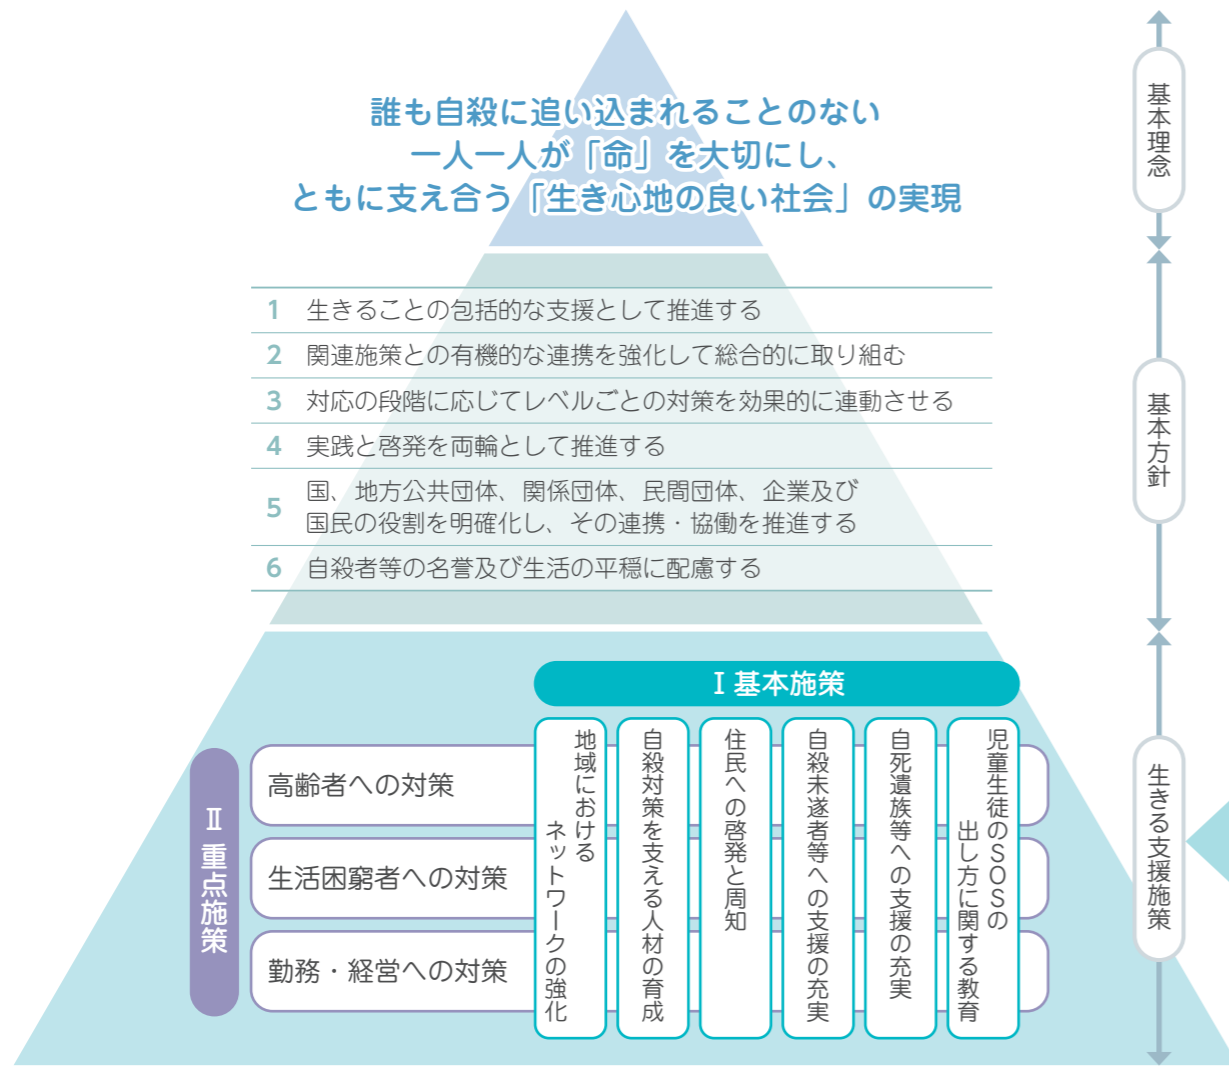 誰も自殺に追い込まれることのない
一人一人が「命」を大切にし、
ともに支え合う「生き心地の良い社会」の実現
基本理念
1 生きることの包括的な支援として推進する
2 関連施策との有機的な連携を強化して総合的に取り組む
3 対応の段階に応じてレベルごとの対策を効果的に連動させる
4 実践と啓発を両輪として推進する
5 国、地方公共団体、関係団体、民間団体、企業及び
国民の役割を明確化し、その連携・協働を推進する
6 自殺者等の名誉及び生活の平穏に配慮する
基本方針
Ⅰ 基本施策
地域における
ネットワークの強化
自殺対策を支える人材の育成
住民への啓発と周知
自殺未遂者等への支援の充実
自死遺族等への支援の充実
児童生徒のSOSの
出し方に関する教育
Ⅱ 重点施策
高齢者への対策
生活困窮者への対策
勤務・経営への対策
生きる支援施策